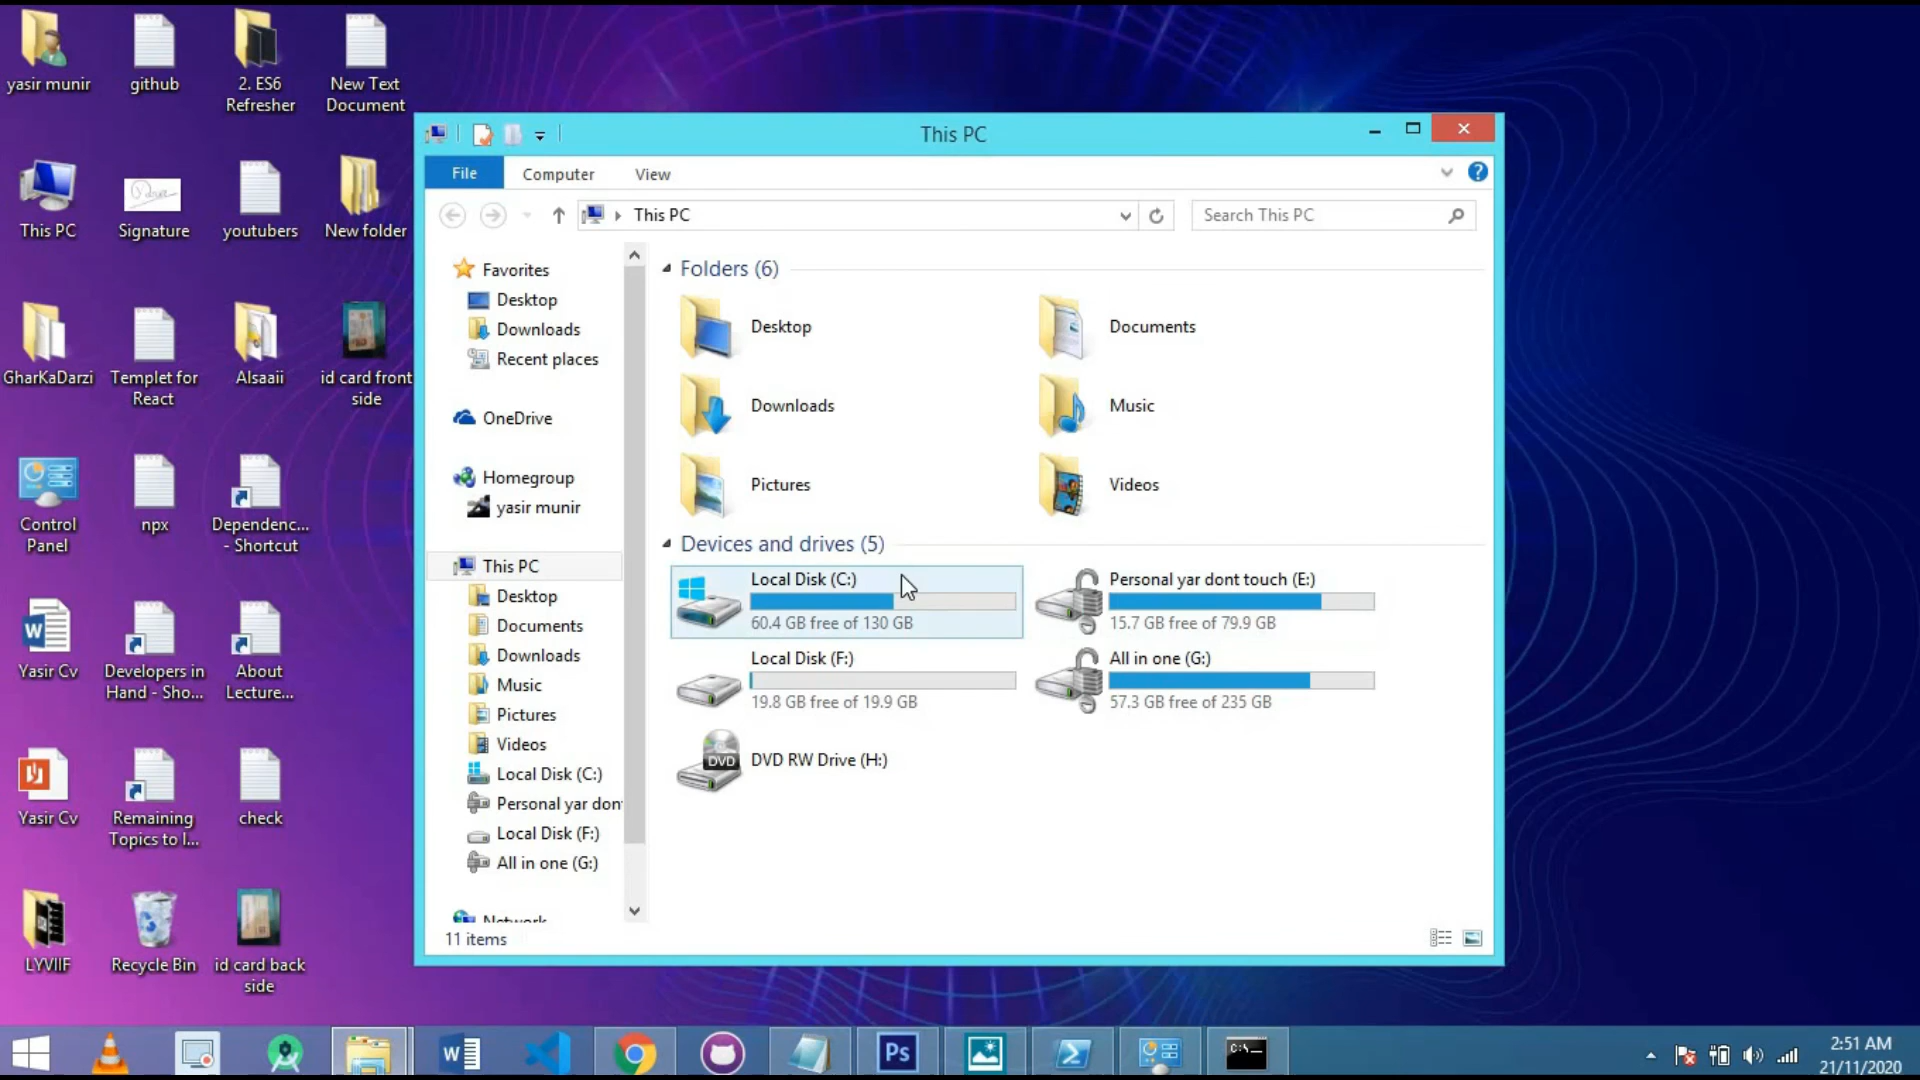 yasir munir
github
2. ES6
Refresher
New Text
Document
This PC
Signature
youtubers
New folder
GharKaDarzi
Templet for
React
Alsaaii
id card front
side
Control
Panel
npx
Dependenc...
- Shortcut
Yasir Cv
Developers in
Hand - Sho...
About
Lecture...
Yasir Cv
Remaining
Topics to l...
check
LYVIIF
Recycle Bin
id card back
side
This PC
File
Computer
View
This PC
Search This PC
Favorites
Desktop
Downloads
Recent places
OneDrive
Homegroup
yasir munir
This PC
Desktop
Documents
Downloads
Music
Pictures
Videos
Local Disk (C:)
Personal yar don
Local Disk (F:)
All in one (G:)
Network
Folders (6)
Desktop
Documents
Downloads
Music
Pictures
Videos
Devices and drives (5)
Local Disk (C:)
60.4 GB free of 130 GB
Personal yar dont touch (E:)
15.7 GB free of 79.9 GB
Local Disk (F:)
19.8 GB free of 19.9 GB
All in one (G:)
57.3 GB free of 235 GB
DVD
DVD RW Drive (H:)
11 items
W
Ps
C:\
2:51 AM
21/11/2020